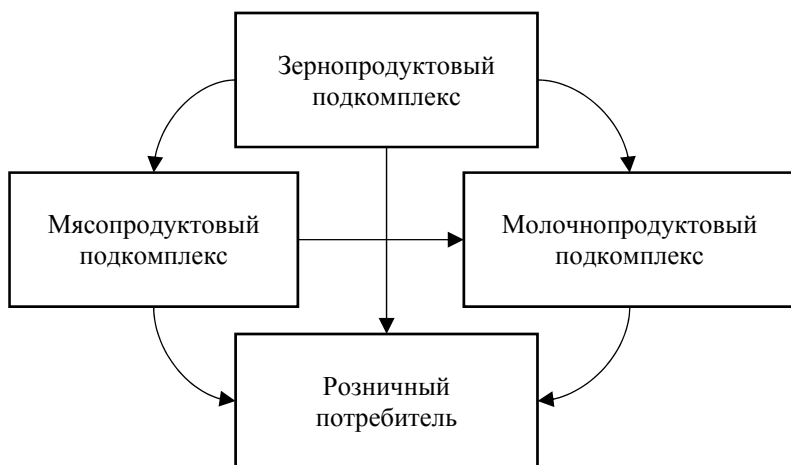 Зернопродуктовый
подкомплекс
Мясопродуктовый
подкомплекс
Молочнопродуктовый
подкомплекс
Розничный
потребитель